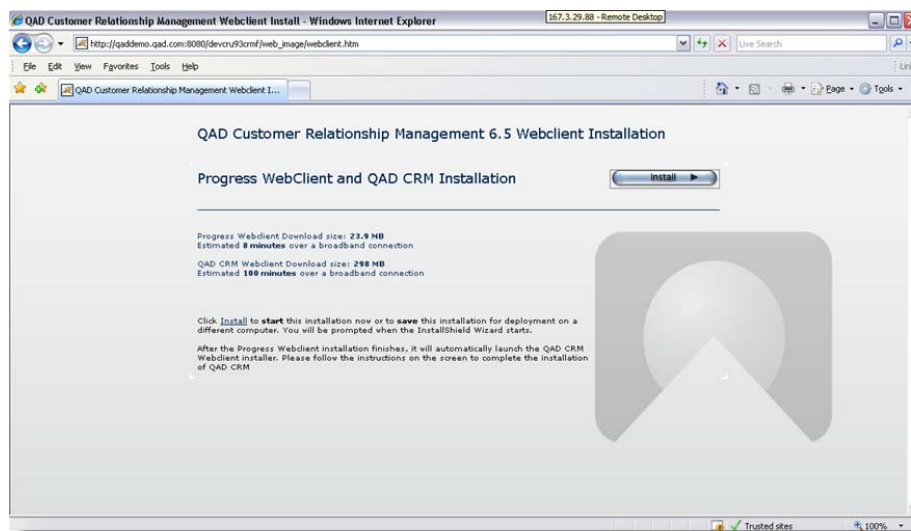 QAD Customer Relationship Management Webclient Install - Windows Internet Explorer
167.3.29.88 - Remote Desktop
http://qaddemo.qad.com:8080/devcru93crmf/web_image/webclient.htm
Live Search
File Edit View Favorites Tools Help
QAD Customer Relationship Management Webclient I...
Page Tools
QAD Customer Relationship Management 6.5 Webclient Installation
Progress WebClient and QAD CRM Installation
Install
Progress Webclient Download size: 23.9 MB
Estimated 8 minutes over a broadband connection
QAD CRM Webclient Download size: 298 MB
Estimated 100 minutes over a broadband connection
Click Install to start this installation now or to save this installation for deployment on a
different computer. You will be prompted when the InstallShield Wizard starts.
After the Progress Webclient installation finishes, it will automatically launch the QAD CRM
Webclient installer. Please follow the instructions on the screen to complete the installation
of QAD CRM
Trusted sites
100%